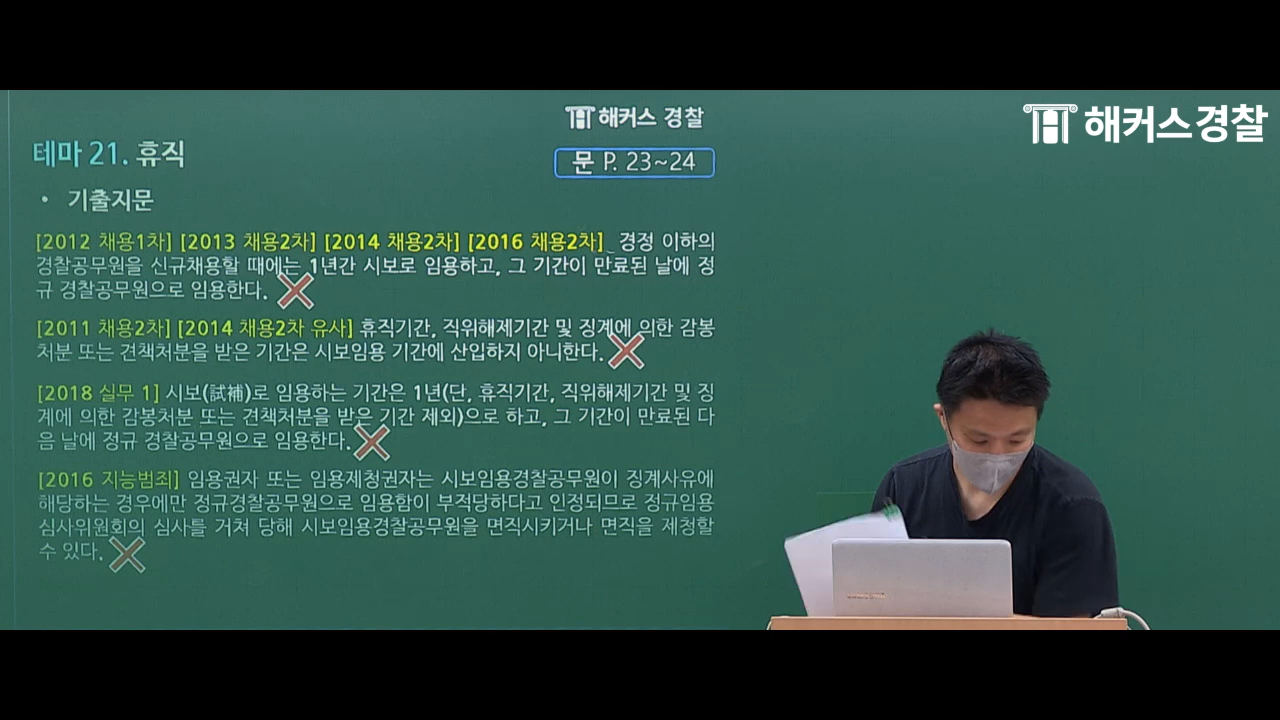 해커스 경찰
해커스경찰
테마 21. 휴직
문 P. 23~24
• 기출지문
[2012 채용1차] [2013 채용2차] [2014 채용2차] [2016 채용2차] 경정 이하의
경찰공무원을 신규채용할 때에는 1년간 시보로 임용하고, 그 기간이 만료된 날에 정
규 경찰공무원으로 임용한다.
[2011 채용2차] [2014 채용2차 유사] 휴직기간, 직위해제기간 및 징계에 의한 감봉
처분 또는 견책처분을 받은 기간은 시보임용 기간에 산입하지 아니한다.
[2018 실무 1] 시보(試補)로 임용하는 기간은 1년(단, 휴직기간, 직위해제기간 및 징
계에 의한 감봉처분 또는 견책처분을 받은 기간 제외)으로 하고, 그 기간이 만료된 다
음 날에 정규 경찰공무원으로 임용한다.
[2016 지능범죄] 임용권자 또는 임용제청권자는 시보임용경찰공무원이 징계사유에
해당하는 경우에만 정규경찰공무원으로 임용함이 부적당하다고 인정되므로 정규임용
심사위원회의 심사를 거쳐 당해 시보임용경찰공무원을 면직시키거나 면직을 제청할
수 있다.